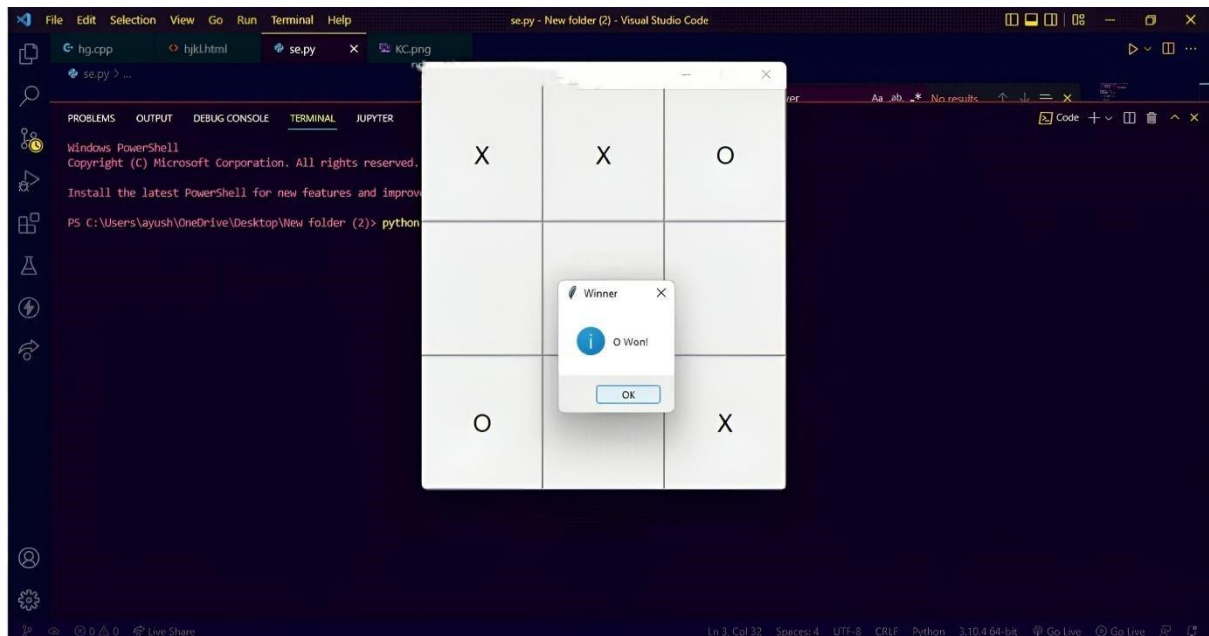 File Edit Selection View Go Run Terminal Help se.py - New folder (2) - Visual Studio Code
hg.cpp hjkl.html se.py KC.png
se.py > ...
Aa ab .* No results
PROBLEMS OUTPUT DEBUG CONSOLE TERMINAL JUPYTER Code
Windows PowerShell
Copyright (C) Microsoft Corporation. All rights reserved.
Install the latest PowerShell for new features and
PS C:\Users\ayush\OneDrive\Desktop\New folder (2)> python
X X O
Winner
O Won!
OK
O X
0 0 Live Share Ln 3, Col 32 Spaces: 4 UTF-8 CRLF Python 3.10.4 64-bit Go Live Go Live